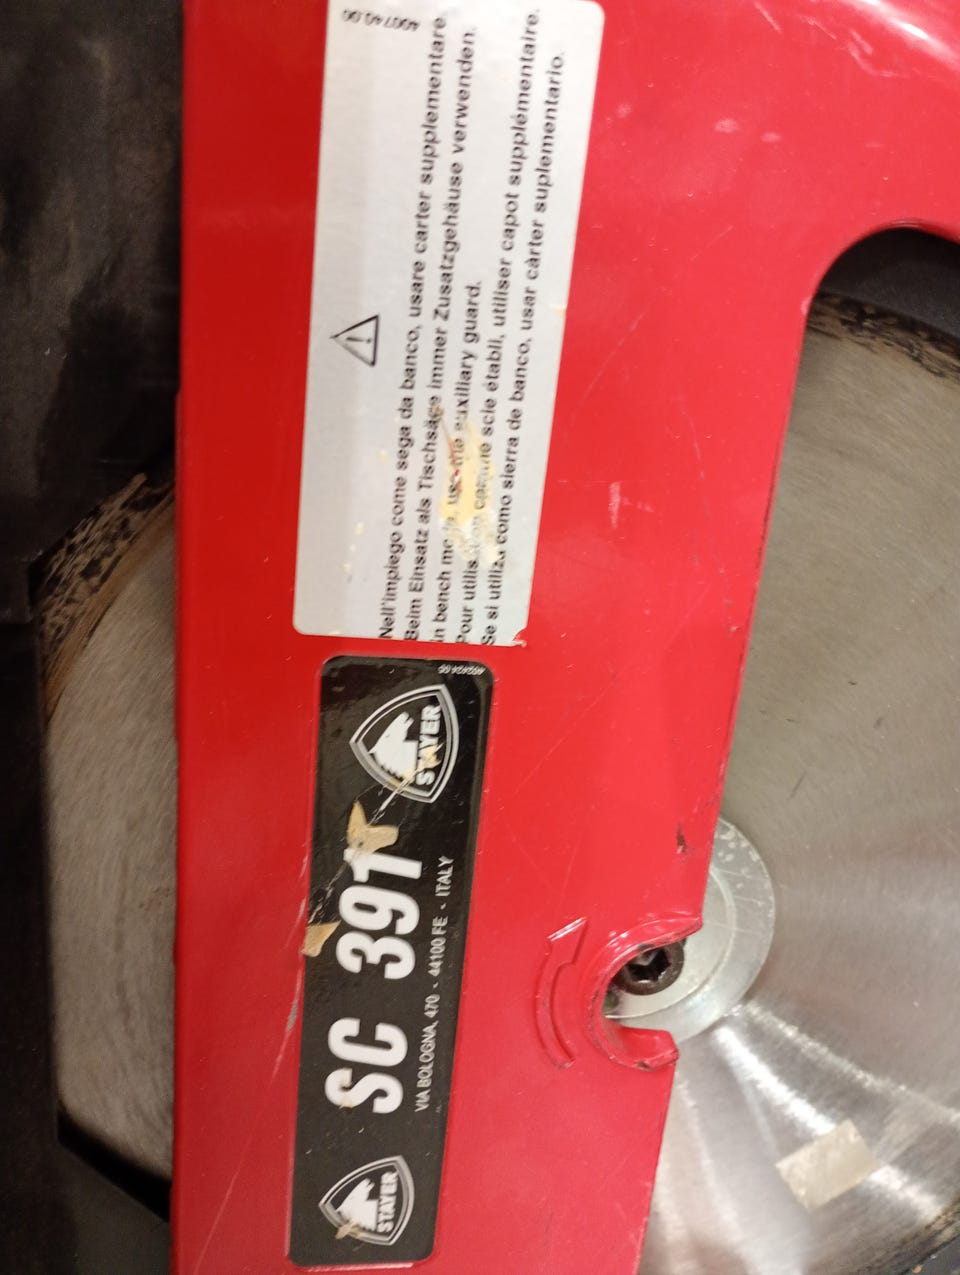 400740.00
Nell'impiego come sega da banco, usare carter supplementare.
Beim Einsatz als Tischsäge immer Zusatzgehäuse verwenden.
in bench mode, use the auxiliary guard.
Pour utilisation comme scie établi, utiliser capot supplémentaire.
Se si utiliza como sierra de banco, usar càrter suplementario.
STAYER
SC 391
VIA BOLOGNA, 470 - 44100 FE - ITALY
STAYER